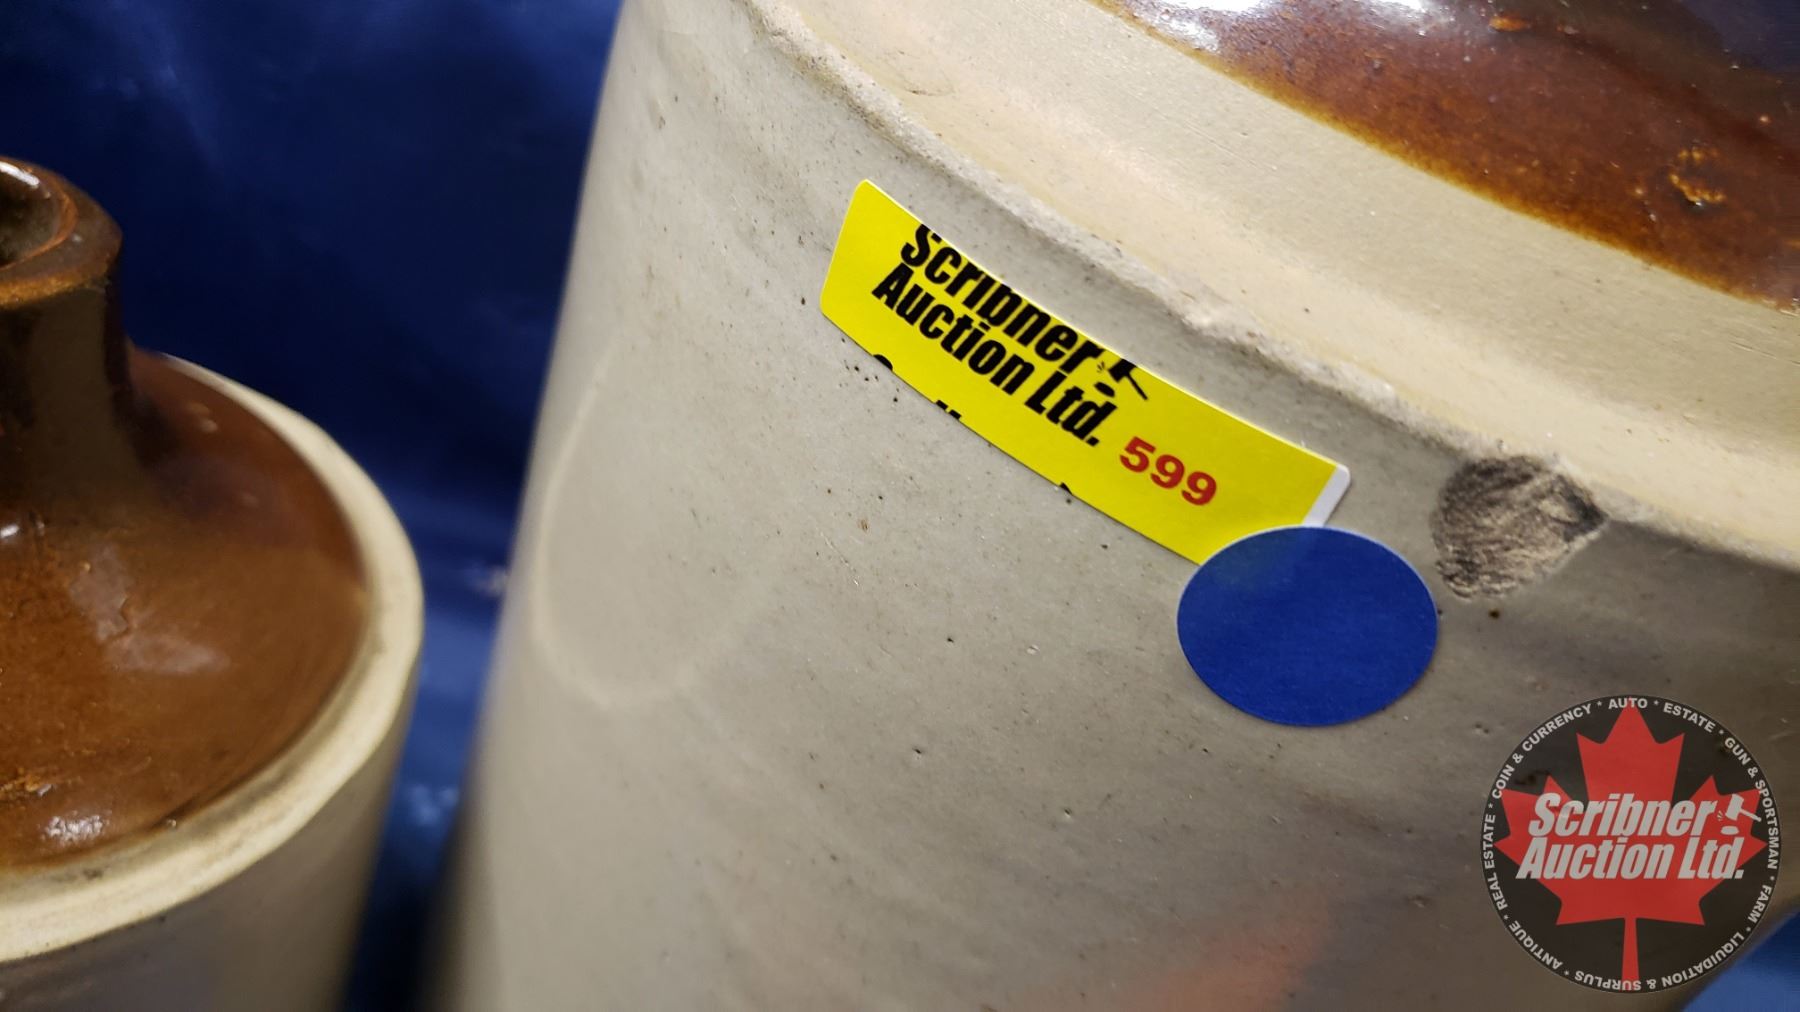 Scribner
Auction Ltd.
599
COIN & CURRENCY * AUTO * ESTATE * GUN & SPORTSMAN * FARM * LIQUIDATION & SURPLUS * ANTIQUE * REAL ESTATE *
Scribner
Auction Ltd.